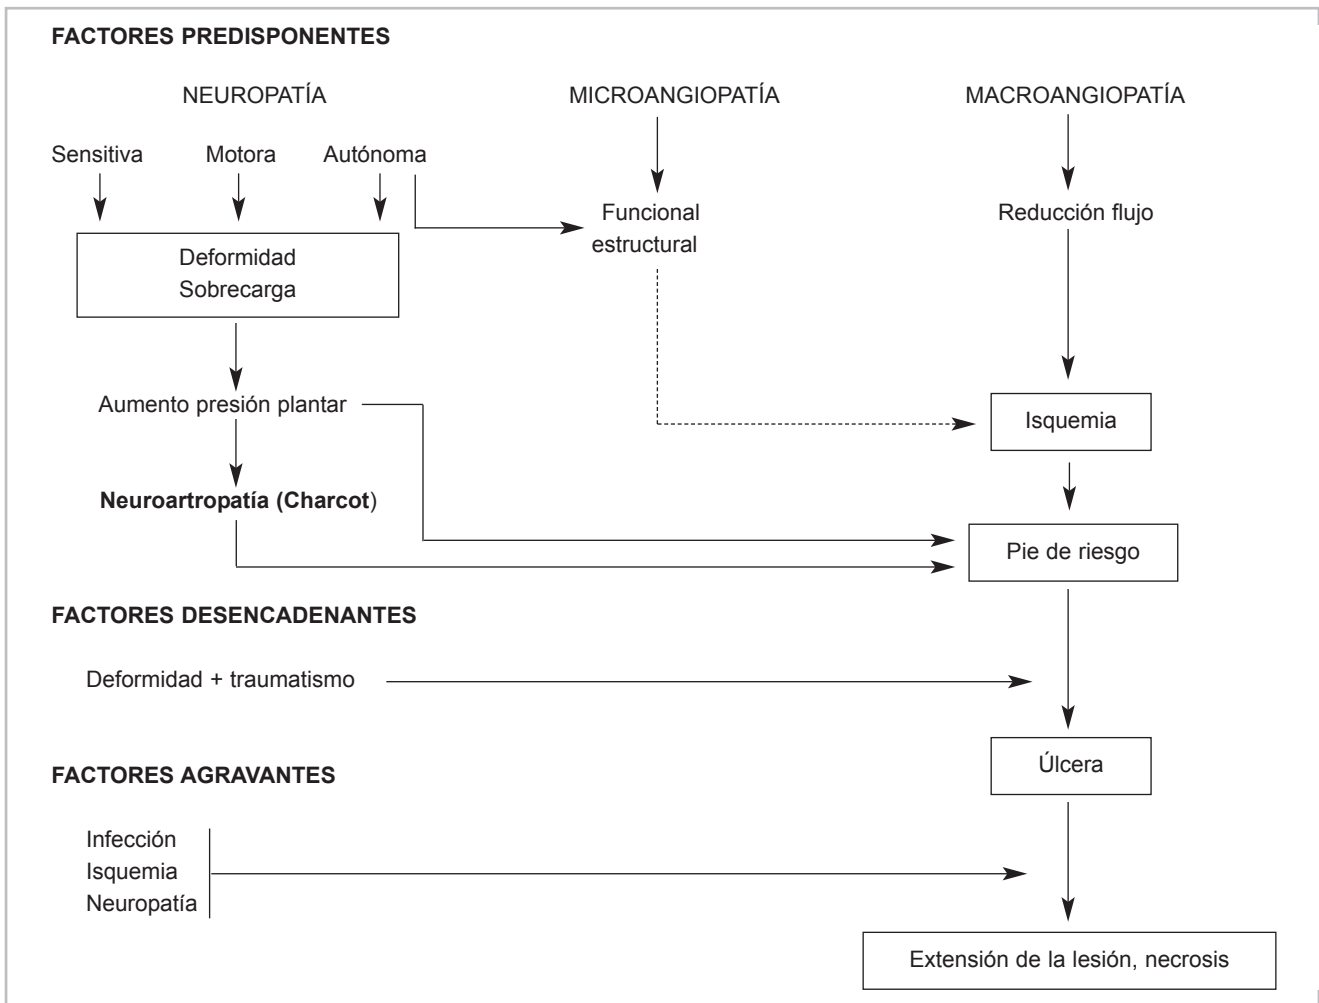 FACTORES PREDISPONENTES
NEUROPATÍA
MICROANGIOPATÍA
MACROANGIOPATÍA
Sensitiva
Motora
Autónoma
Funcional
estructural
Reducción flujo
Deformidad
Sobrecarga
Aumento presión plantar
Isquemia
Neuroartropatía (Charcot)
Pie de riesgo
FACTORES DESENCADENANTES
Deformidad + traumatismo
Úlcera
FACTORES AGRAVANTES
Infección
Isquemia
Neuropatía
Extensión de la lesión, necrosis